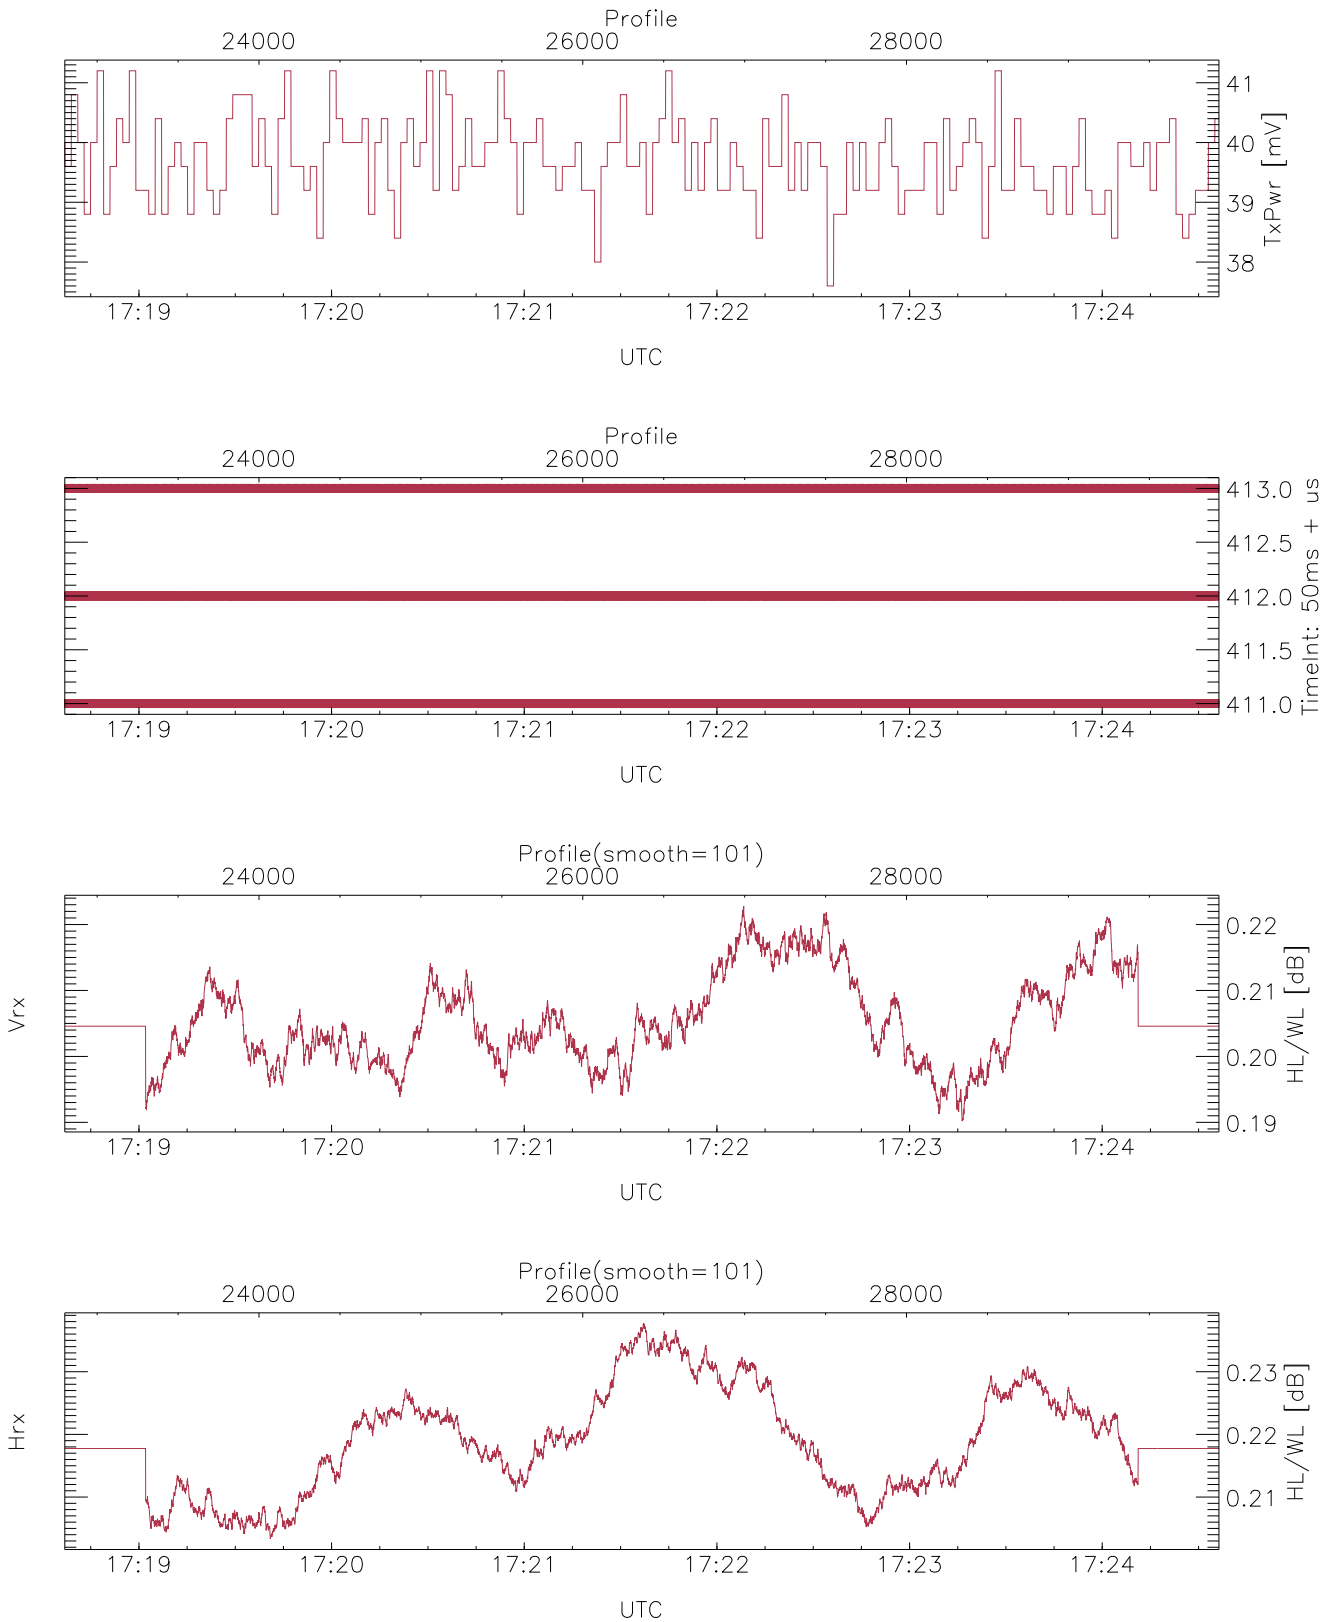 Profile
24000 26000 28000
41
40
39
38
TxPwr [mV]
17:19 17:20 17:21 17:22 17:23 17:24
UTC
Profile
24000 26000 28000
413.0
412.5
412.0
411.5
411.0
TimeInt: 50ms + us
17:19 17:20 17:21 17:22 17:23 17:24
UTC
Profile(smooth=101)
24000 26000 28000
Vrx
0.22
0.21
0.20
0.19
HL/WL [dB]
17:19 17:20 17:21 17:22 17:23 17:24
UTC
Profile(smooth=101)
24000 26000 28000
Hrx
0.23
0.22
0.21
HL/WL [dB]
17:19 17:20 17:21 17:22 17:23 17:24
UTC